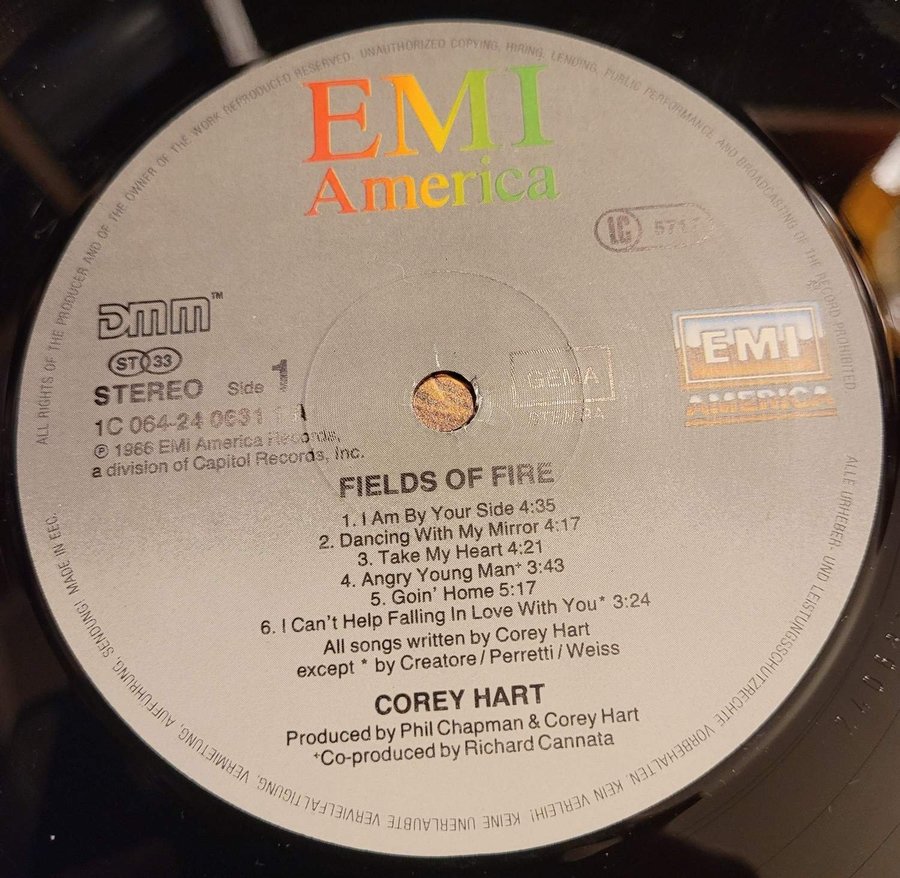 ALL RIGHTS OF THE PRODUCER AND OF THE OWNER OF THE WORK REPRODUCED RESERVED. UNAUTHORIZED COPYING, HIRING, LENDING, PUBLIC PERFORMANCE AND BROADCASTING OF THE RECORD PROHIBITED
EMI
America
LC
DMM™
ST 33
STEREO Side 1
1C 064-24 0631
GEMA
STEMRA
EMI
AMERICA
℗ 1986 EMI America Records,
a division of Capitol Records, Inc.
FIELDS OF FIRE
1. I Am By Your Side 4:35
2. Dancing With My Mirror 4:17
3. Take My Heart 4:21
4. Angry Young Man⁺ 3:43
5. Goin' Home 5:17
6. I Can't Help Falling In Love With You* 3:24
All songs written by Corey Hart
except * by Creatore/Perretti/Weiss
COREY HART
Produced by Phil Chapman & Corey Hart
⁺Co-produced by Richard Cannata
ALLE URHEBER- UND LEISTUNGSSCHUTZRECHTE VORBEHALTEN. KEIN VERLEIH! KEINE UNERLAUBTE VERVIELFÄLTIGUNG, VERMIETUNG, AUFFÜHRUNG, SENDUNG! MADE IN EEC.